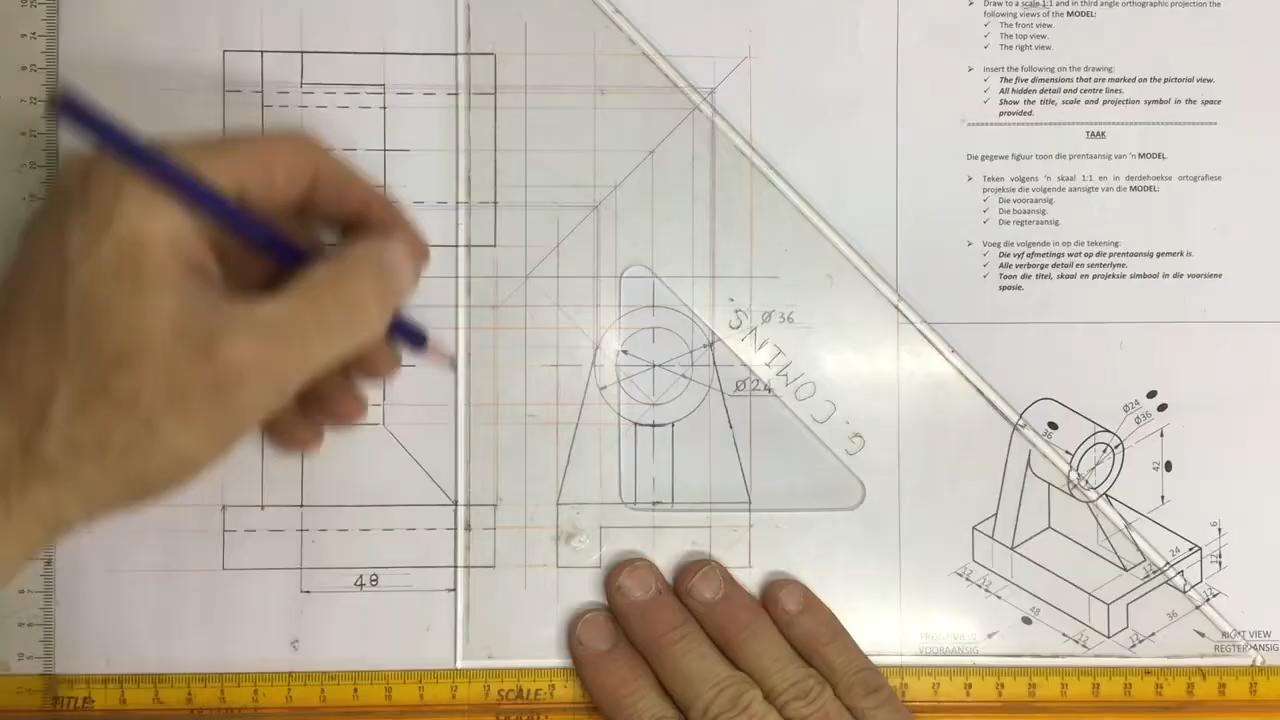 Draw to a scale 1:1 and in third angle orthographic projection the
following views of the MODEL:
✓ The front view.
✓ The top view.
✓ The right view.
➢ Insert the following on the drawing:
✓ The five dimensions that are marked on the pictorial view.
✓ All hidden detail and centre lines.
✓ Show the title, scale and projection symbol in the space
provided.
TAAK
Die gegewe figuur toon die prentaansig van 'n MODEL.
➢ Teken volgens 'n skaal 1:1 en in derdehoekse ortografiese
projeksie die volgende aansigte van die MODEL:
✓ Die vooraansig.
✓ Die boaansig.
✓ Die regteraansig.
➢ Voeg die volgende in op die tekening:
✓ Die vyf afmetings wat op die prentaansig gemerk is.
✓ Alle verborge detail en senterlyne.
✓ Toon die titel, skaal en projeksie simbool in die voorsiene
spasie.
Ø36
Ø24
G. COMINS.
48
Ø24
Ø36
36
42
6
12
24
12
12
12
48
12
12
36
12
FRONT VIEW
VOORAANSIG
RIGHT VIEW
REGTERAANSIG
TITLE:
SCALE: